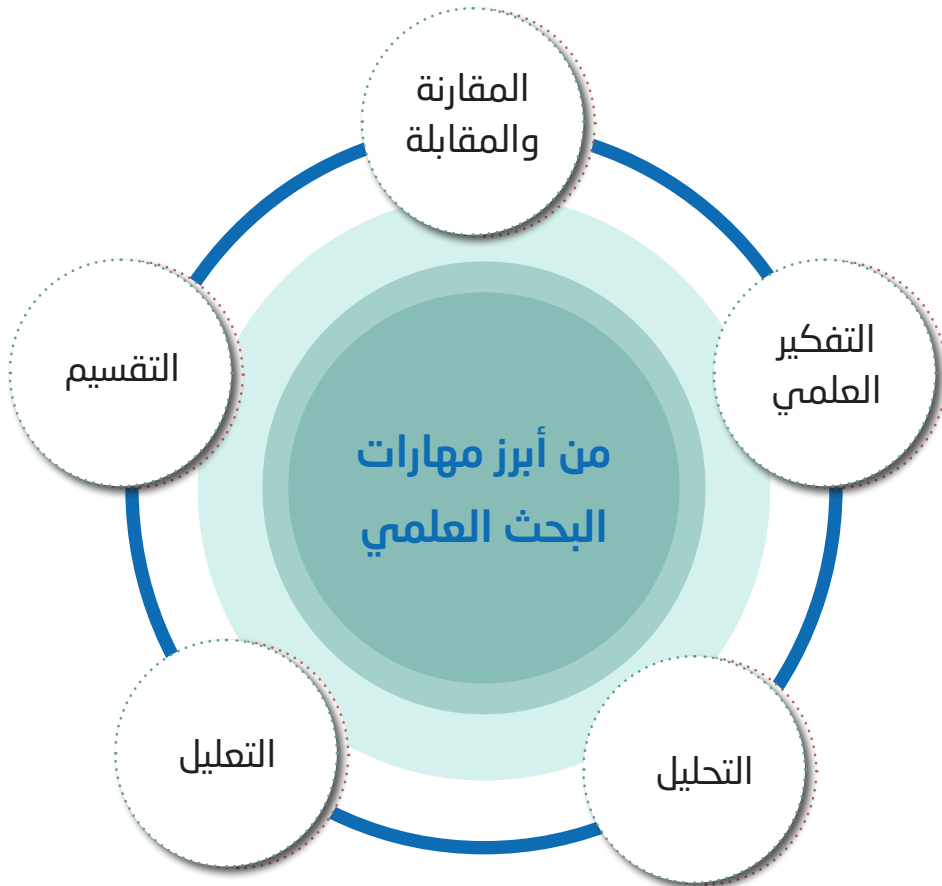 من أبرز مهارات
البحث العلمي
المقارنة
والمقابلة
التفكير
العلمي
التحليل
التعليل
التقسيم